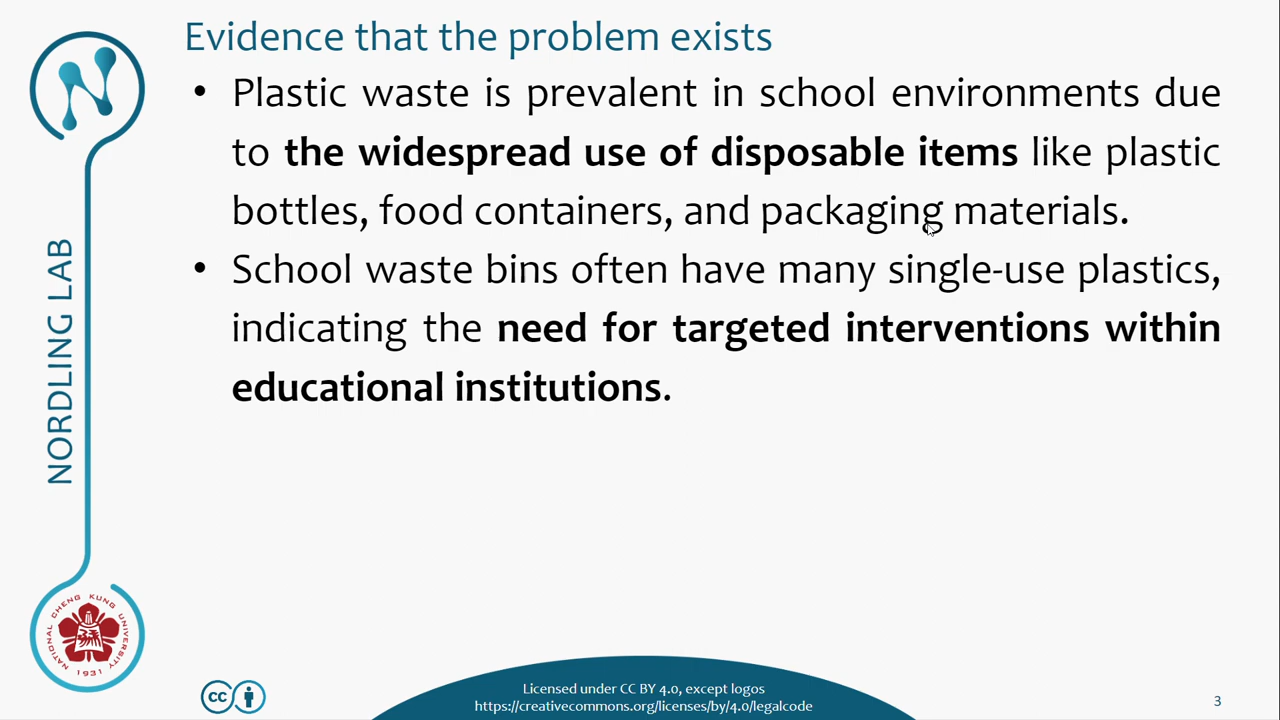 Evidence that the problem exists
• Plastic waste is prevalent in school environments due
to the widespread use of disposable items like plastic
bottles, food containers, and packaging materials.
• School waste bins often have many single-use plastics,
indicating the need for targeted interventions within
educational institutions.
NORDLING LAB
NATIONAL CHENG KUNG UNIVERSITY
1931
cc
Licensed under CC BY 4.0, except logos
https://creativecommons.org/licenses/by/4.0/legalcode
3